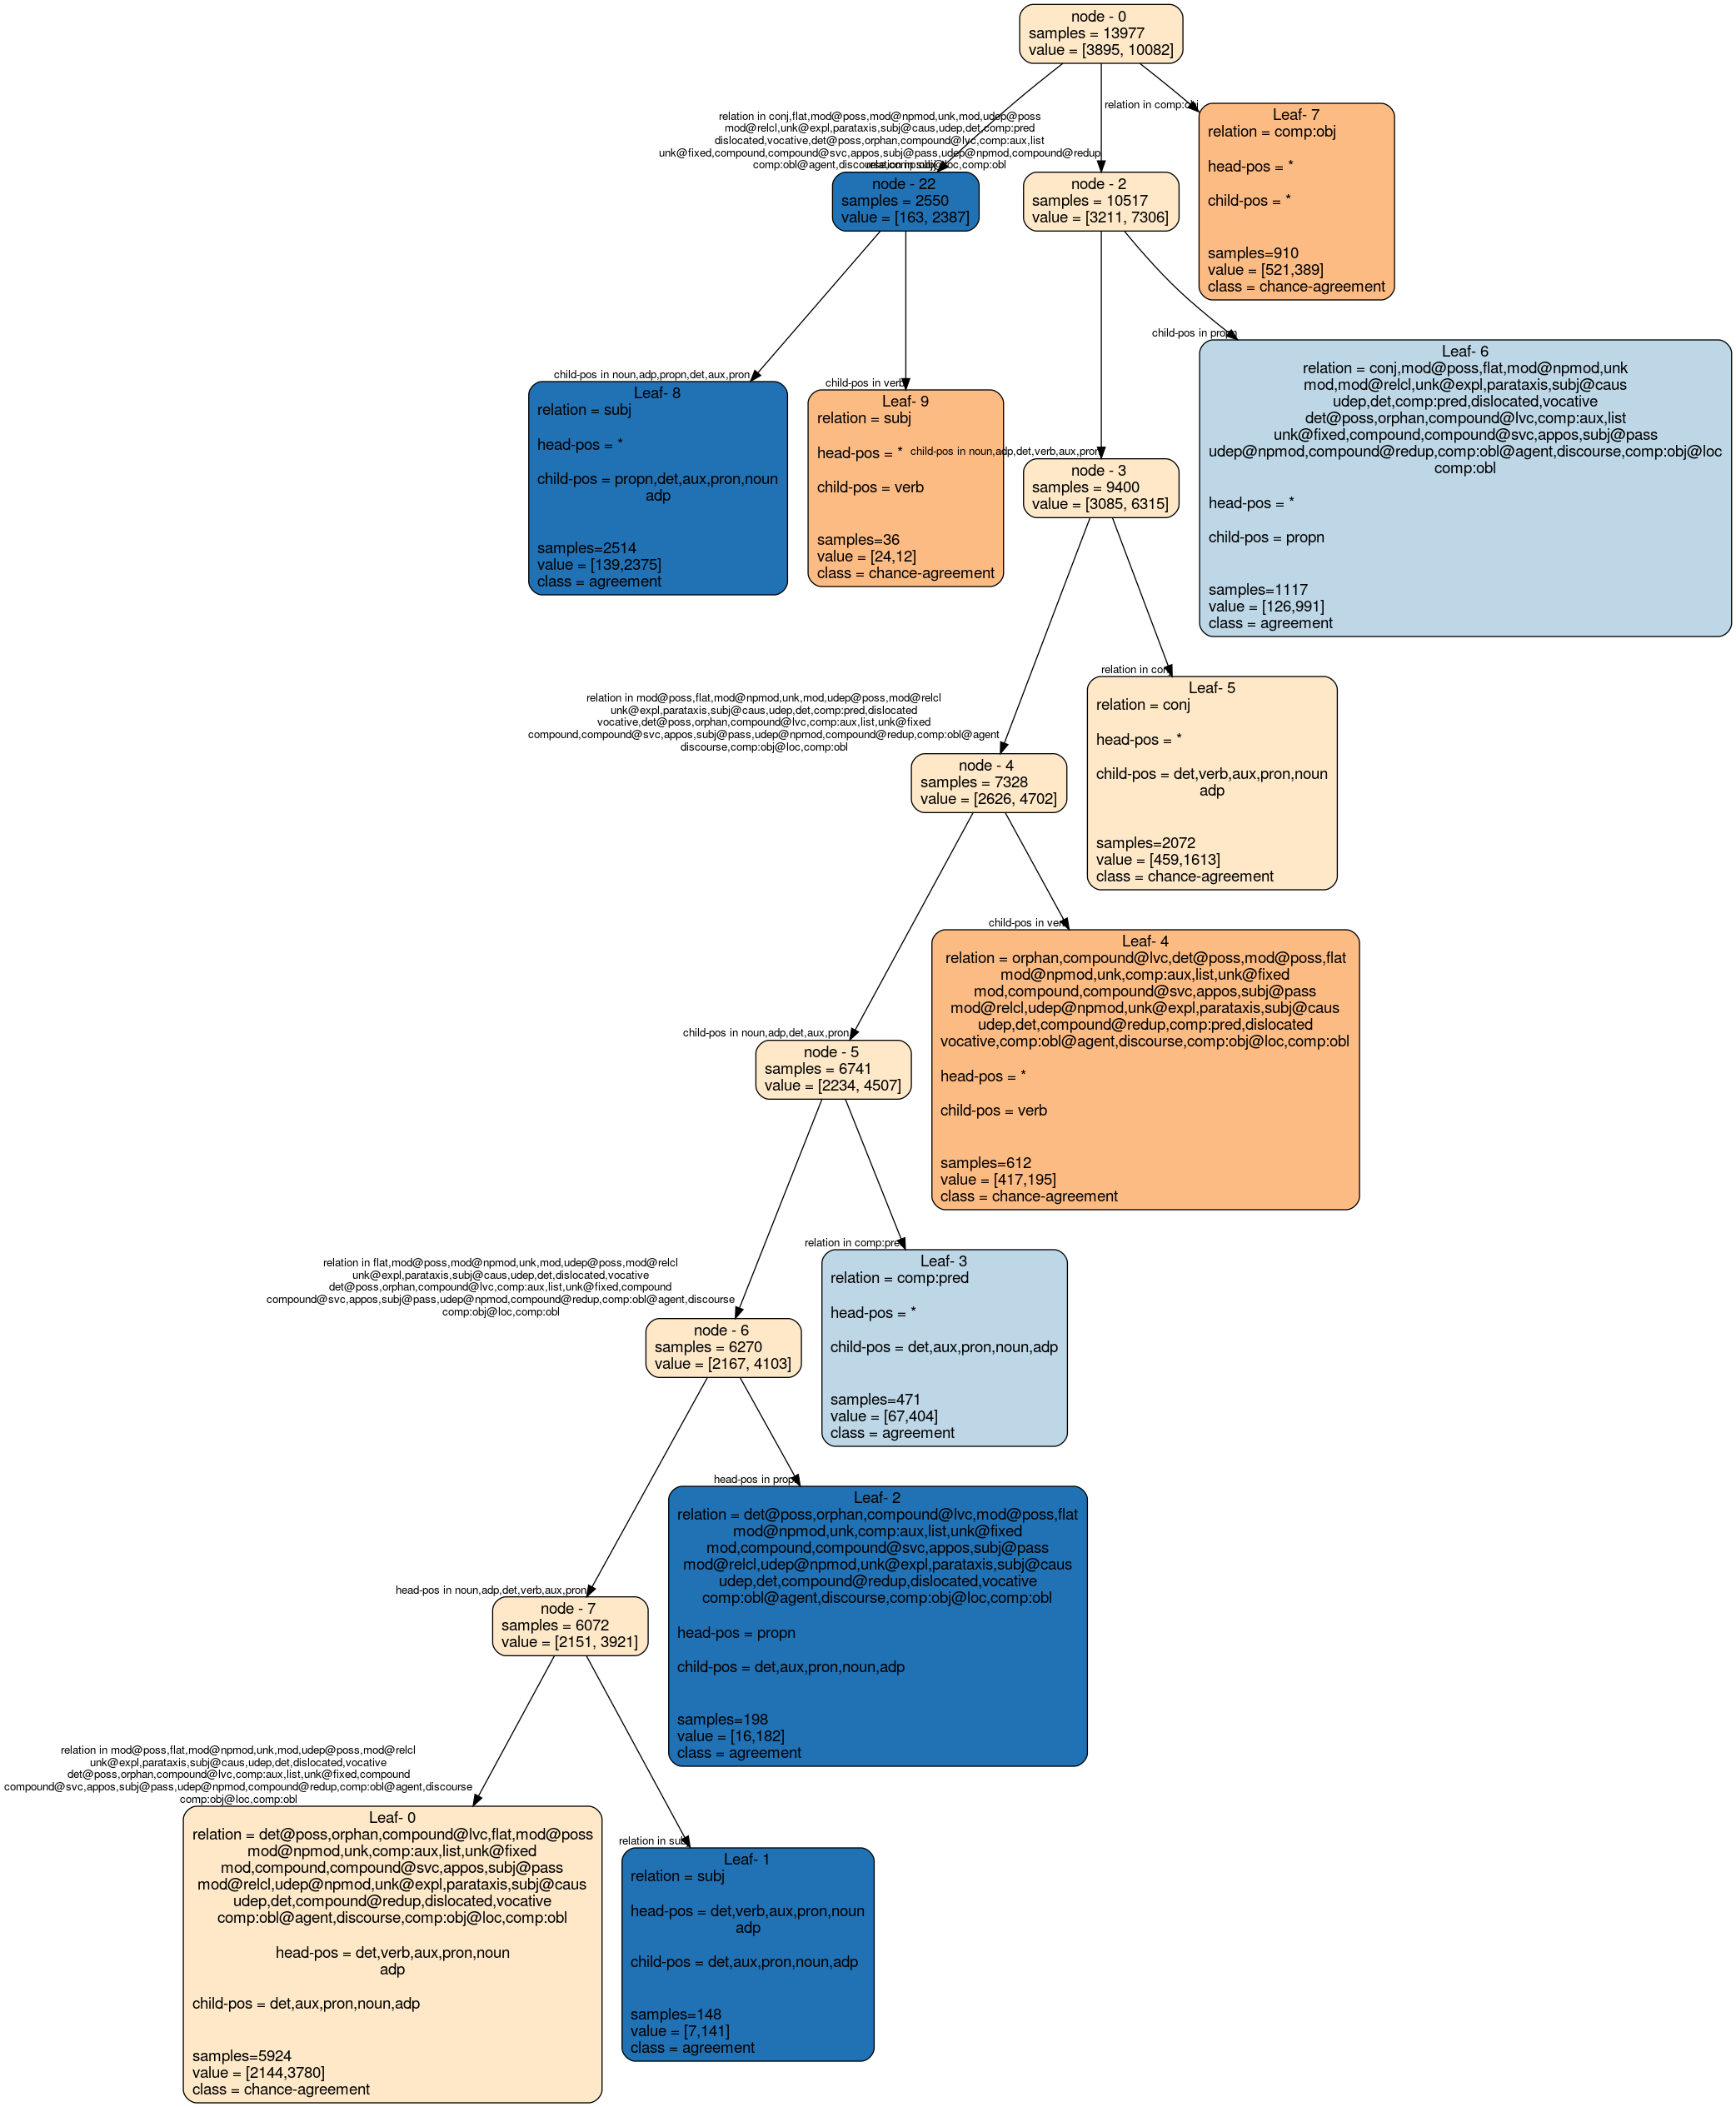 node - 0
samples = 13977
value = [3895, 10082]
relation in conj,flat,mod@poss,mod@npmod,unk,mod,udep@poss
mod@relcl,unk@expl,parataxis,subj@caus,udep,det,comp:pred
dislocated,vocative,det@poss,orphan,compound@lvc,comp:aux,list
unk@fixed,compound,compound@svc,appos,subj@pass,udep@npmod,compound@redup
relation in comp:obj
Leaf- 7
relation = comp:obj
head-pos = *
child-pos = *
samples=910
value = [521,389]
class = chance-agreement
node - 22
samples = 2550
value = [163, 2387]
node - 2
samples = 10517
value = [3211, 7306]
child-pos in noun,adp,propn,det,aux,pron
Leaf- 8
relation = subj
head-pos = *
child-pos = propn,det,aux,pron,noun
adp
samples=2514
value = [139,2375]
class = agreement
child-pos in verb
Leaf- 9
relation = subj
head-pos = *
child-pos = verb
samples=36
value = [24,12]
class = chance-agreement
child-pos in noun,adp,det,verb,aux,pron
node - 3
samples = 9400
value = [3085, 6315]
child-pos in propn
Leaf- 6
relation = conj,mod@poss,flat,mod@npmod,unk
mod,mod@relcl,unk@expl,parataxis,subj@caus
udep,det,comp:pred,dislocated,vocative
det@poss,orphan,compound@lvc,comp:aux,list
unk@fixed,compound,compound@svc,appos,subj@pass
udep@npmod,compound@redup,comp:obl@agent,discourse,comp:obj@loc
comp:obl
head-pos = *
child-pos = propn
samples=1117
value = [126,991]
class = agreement
relation in mod@poss,flat,mod@npmod,unk,mod,udep@poss,mod@relcl
unk@expl,parataxis,subj@caus,udep,det,comp:pred,dislocated
vocative,det@poss,orphan,compound@lvc,comp:aux,list,unk@fixed
compound,compound@svc,appos,subj@pass,udep@npmod,compound@redup,comp:obl@agent
discourse,comp:obj@loc,comp:obl
node - 4
samples = 7328
value = [2626, 4702]
relation in conj
Leaf- 5
relation = conj
head-pos = *
child-pos = det,verb,aux,pron,noun
adp
samples=2072
value = [459,1613]
class = chance-agreement
child-pos in noun,adp,det,aux,pron
node - 5
samples = 6741
value = [2234, 4507]
child-pos in verb
Leaf- 4
relation = orphan,compound@lvc,det@poss,mod@poss,flat
mod@npmod,unk,comp:aux,list,unk@fixed
mod,compound,compound@svc,appos,subj@pass
mod@relcl,udep@npmod,unk@expl,parataxis,subj@caus
udep,det,compound@redup,comp:pred,dislocated
vocative,comp:obl@agent,discourse,comp:obj@loc,comp:obl
head-pos = *
child-pos = verb
samples=612
value = [417,195]
class = chance-agreement
relation in flat,mod@poss,mod@npmod,unk,mod,udep@poss,mod@relcl
unk@expl,parataxis,subj@caus,udep,det,dislocated,vocative
det@poss,orphan,compound@lvc,comp:aux,list,unk@fixed,compound
compound@svc,appos,subj@pass,udep@npmod,compound@redup,comp:obl@agent,discourse
comp:obj@loc,comp:obl
node - 6
samples = 6270
value = [2167, 4103]
relation in comp:pred
Leaf- 3
relation = comp:pred
head-pos = *
child-pos = det,aux,pron,noun,adp
samples=471
value = [67,404]
class = agreement
head-pos in noun,adp,det,verb,aux,pron
node - 7
samples = 6072
value = [2151, 3921]
head-pos in propn
Leaf- 2
relation = det@poss,orphan,compound@lvc,mod@poss,flat
mod@npmod,unk,comp:aux,list,unk@fixed
mod,compound,compound@svc,appos,subj@pass
mod@relcl,udep@npmod,unk@expl,parataxis,subj@caus
udep,det,compound@redup,dislocated,vocative
comp:obl@agent,discourse,comp:obj@loc,comp:obl
head-pos = propn
child-pos = det,aux,pron,noun,adp
samples=198
value = [16,182]
class = agreement
relation in mod@poss,flat,mod@npmod,unk,mod,udep@poss,mod@relcl
unk@expl,parataxis,subj@caus,udep,det,dislocated,vocative
det@poss,orphan,compound@lvc,comp:aux,list,unk@fixed,compound
compound@svc,appos,subj@pass,udep@npmod,compound@redup,comp:obl@agent,discourse
comp:obj@loc,comp:obl
Leaf- 0
relation = det@poss,orphan,compound@lvc,flat,mod@poss
mod@npmod,unk,comp:aux,list,unk@fixed
mod,compound,compound@svc,appos,subj@pass
mod@relcl,udep@npmod,unk@expl,parataxis,subj@caus
udep,det,compound@redup,dislocated,vocative
comp:obl@agent,discourse,comp:obj@loc,comp:obl
head-pos = det,verb,aux,pron,noun
adp
child-pos = det,aux,pron,noun,adp
samples=5924
value = [2144,3780]
class = chance-agreement
relation in subj
Leaf- 1
relation = subj
head-pos = det,verb,aux,pron,noun
adp
child-pos = det,aux,pron,noun,adp
samples=148
value = [7,141]
class = agreement